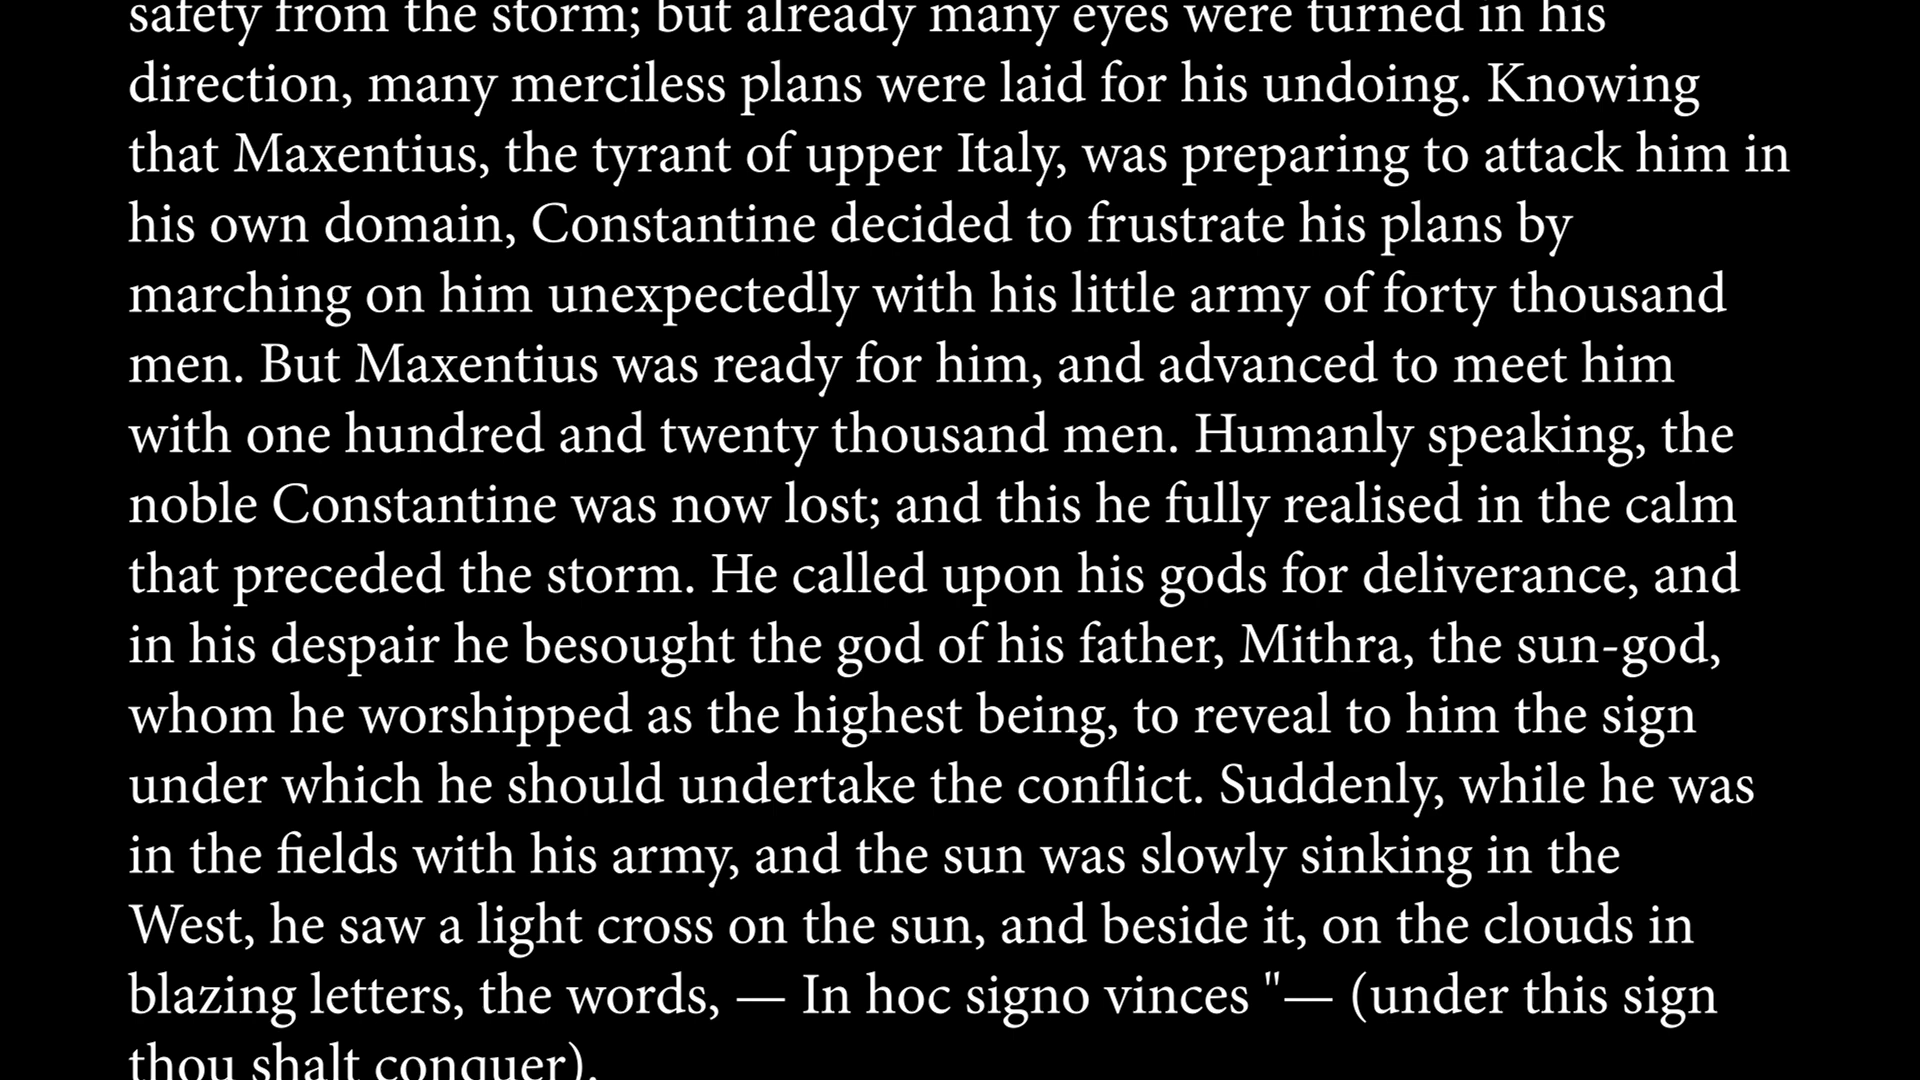 safety from the storm; but already many eyes were turned in his
direction, many merciless plans were laid for his undoing. Knowing
that Maxentius, the tyrant of upper Italy, was preparing to attack him in
his own domain, Constantine decided to frustrate his plans by
marching on him unexpectedly with his little army of forty thousand
men. But Maxentius was ready for him, and advanced to meet him
with one hundred and twenty thousand men. Humanly speaking, the
noble Constantine was now lost; and this he fully realised in the calm
that preceded the storm. He called upon his gods for deliverance, and
in his despair he besought the god of his father, Mithra, the sun-god,
whom he worshipped as the highest being, to reveal to him the sign
under which he should undertake the conflict. Suddenly, while he was
in the fields with his army, and the sun was slowly sinking in the
West, he saw a light cross on the sun, and beside it, on the clouds in
blazing letters, the words, — In hoc signo vinces "— (under this sign
thou shalt conquer).